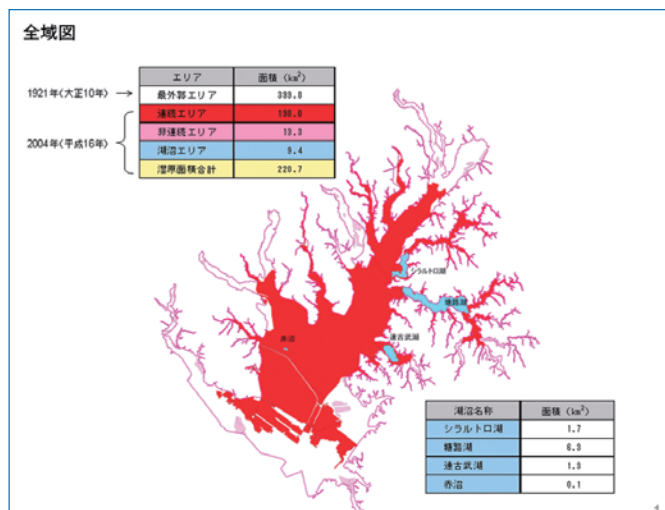 全域図
エリア 面積（km²）
1921年(大正10年) 最外郭エリア
連続エリア 198.0
2004年(平成16年) 非連続エリア 13.3
湖沼エリア 9.4
湿原面積合計 220.7
シラルトロ湖
塘路湖
達古武湖
赤沼
湖沼名称 面積（km²）
シラルトロ湖 1.7
塘路湖 6.3
達古武湖 1.3
赤沼 0.1
1